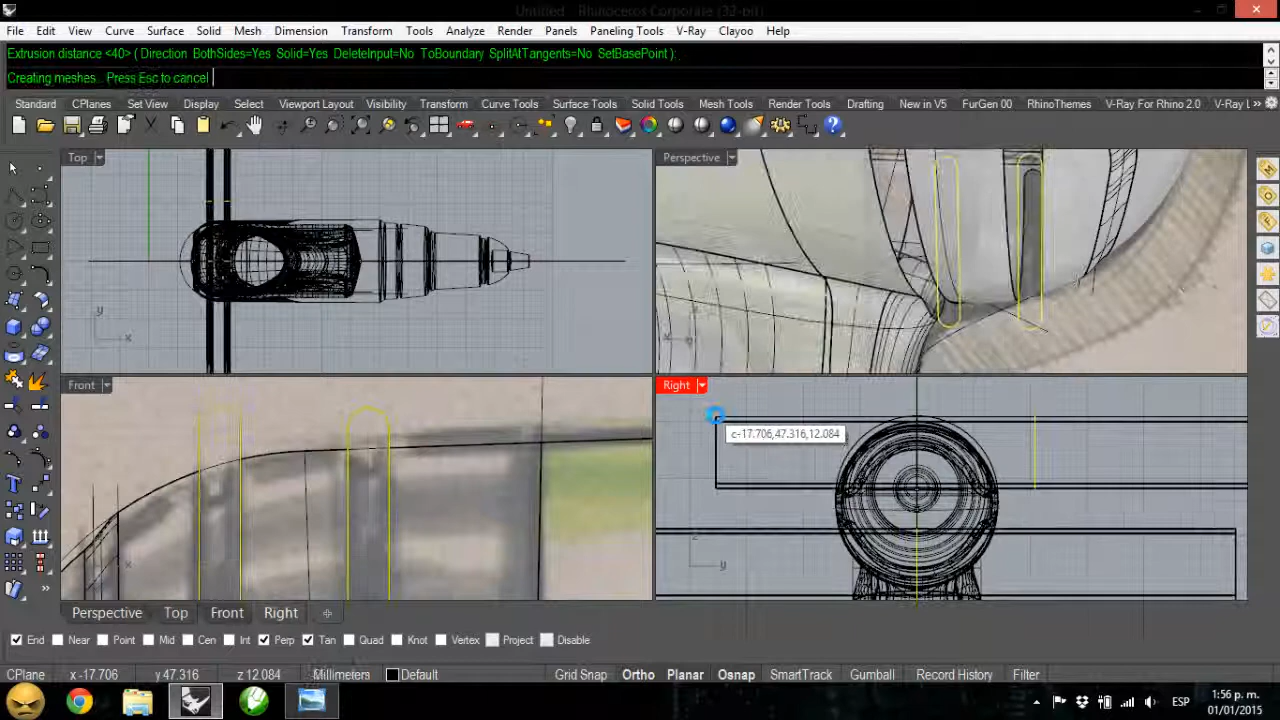 Untitled - Rhinoceros Corporate (32-bit)
File Edit View Curve Surface Solid Mesh Dimension Transform Tools Analyze Render Panels Paneling Tools V-Ray Clayoo Help
Extrusion distance <40> ( Direction BothSides=Yes Solid=Yes DeleteInput=No ToBoundary SplitAtTangents=No SetBasePoint ):
Creating meshes... Press Esc to cancel
Standard CPlanes Set View Display Select Viewport Layout Visibility Transform Curve Tools Surface Tools Solid Tools Mesh Tools Render Tools Drafting New in V5 FurGen 00 RhinoThemes V-Ray For Rhino 2.0 V-Ray L »
Top
Perspective
y
x
Front
Right
c-17.706,47.316,12.084
z
y
x
Perspective Top Front Right
End Near Point Mid Cen Int Perp Tan Quad Knot Vertex Project Disable
CPlane x -17.706 y 47.316 z 12.084 Millimeters Default Grid Snap Ortho Planar Osnap SmartTrack Gumball Record History Filter
ESP
1:56 p. m.
01/01/2015